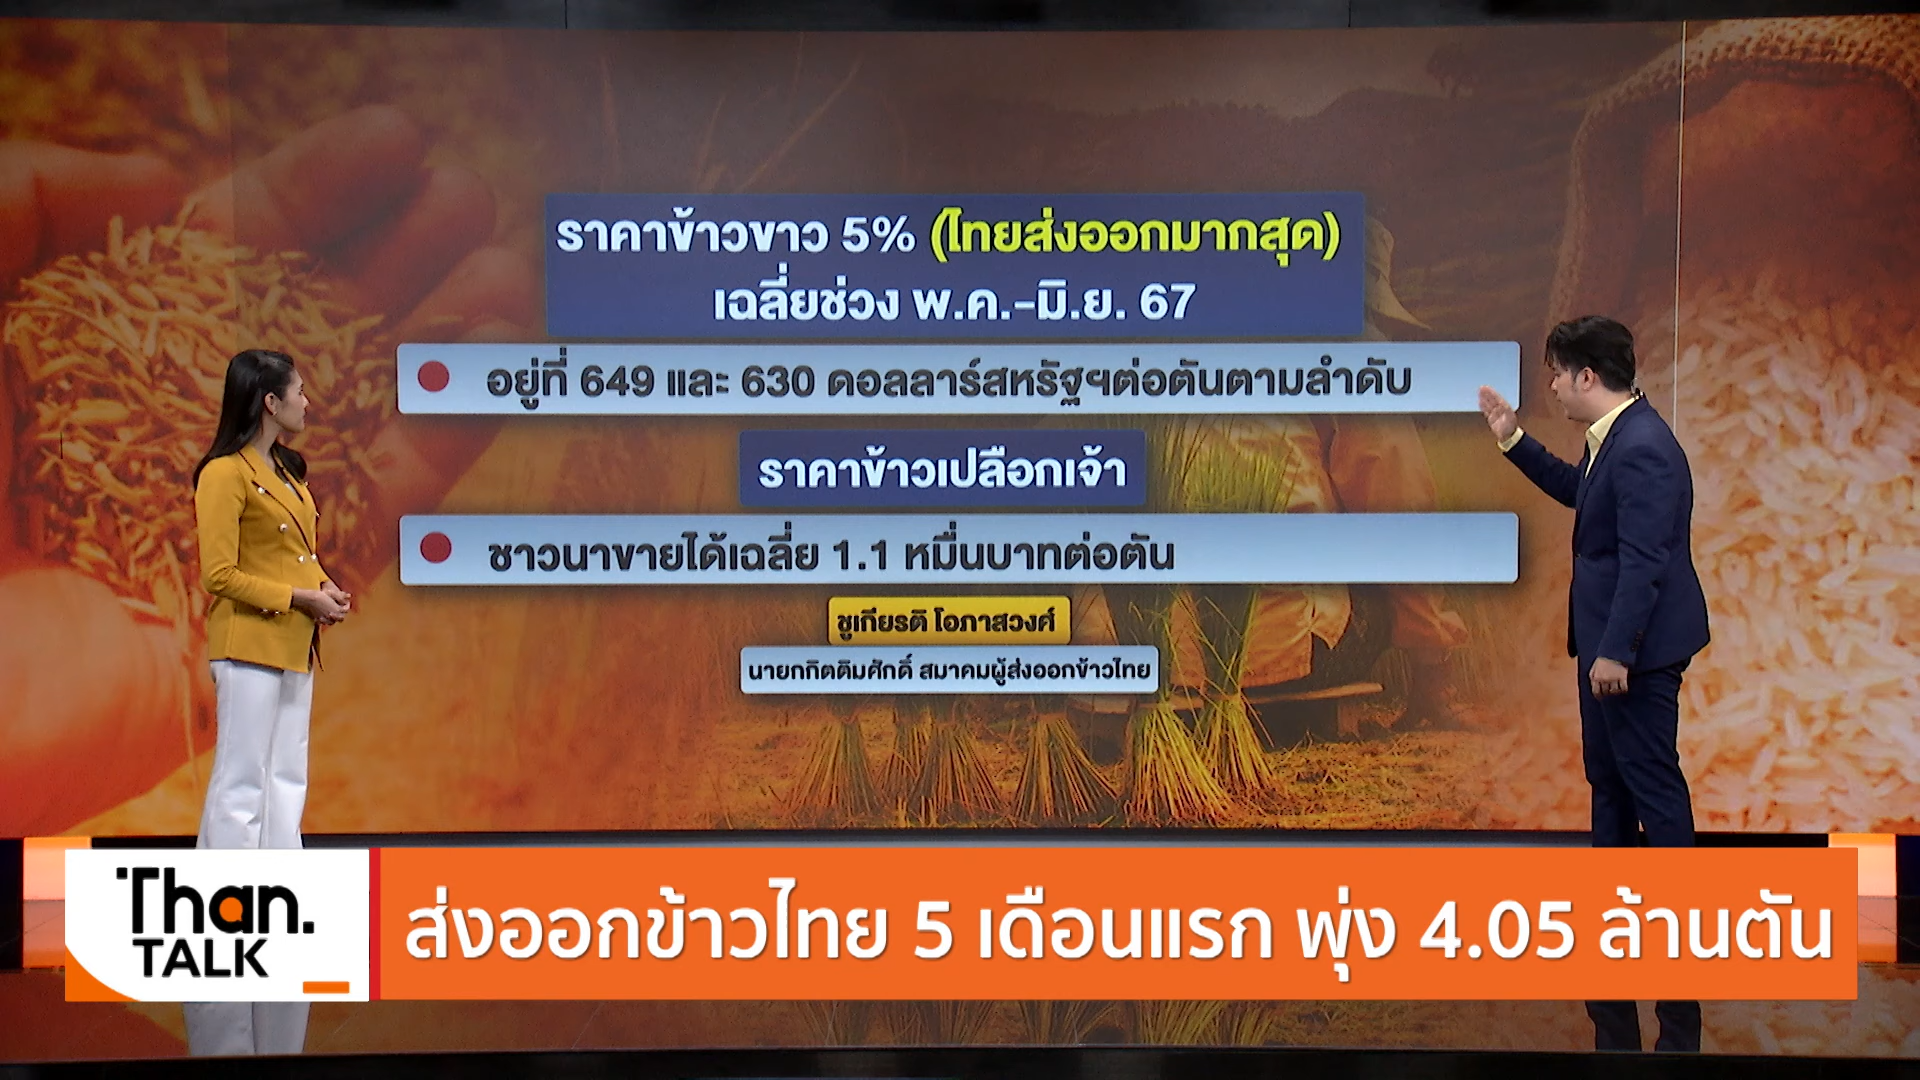 ราคาข้าวขาว 5% (ไทยส่งออกมากสุด)
เฉลี่ยช่วง พ.ค.-มิ.ย. 67
อยู่ที่ 649 และ 630 ดอลลาร์สหรัฐฯต่อตันตามลำดับ
ราคาข้าวเปลือกเจ้า
ชาวนาขายได้เฉลี่ย 1.1 หมื่นบาทต่อตัน
ชูเกียรติ โอภาสวงศ์
นายกกิตติมศักดิ์ สมาคมผู้ส่งออกข้าวไทย
Than.
TALK
ส่งออกข้าวไทย 5 เดือนแรก พุ่ง 4.05 ล้านตัน